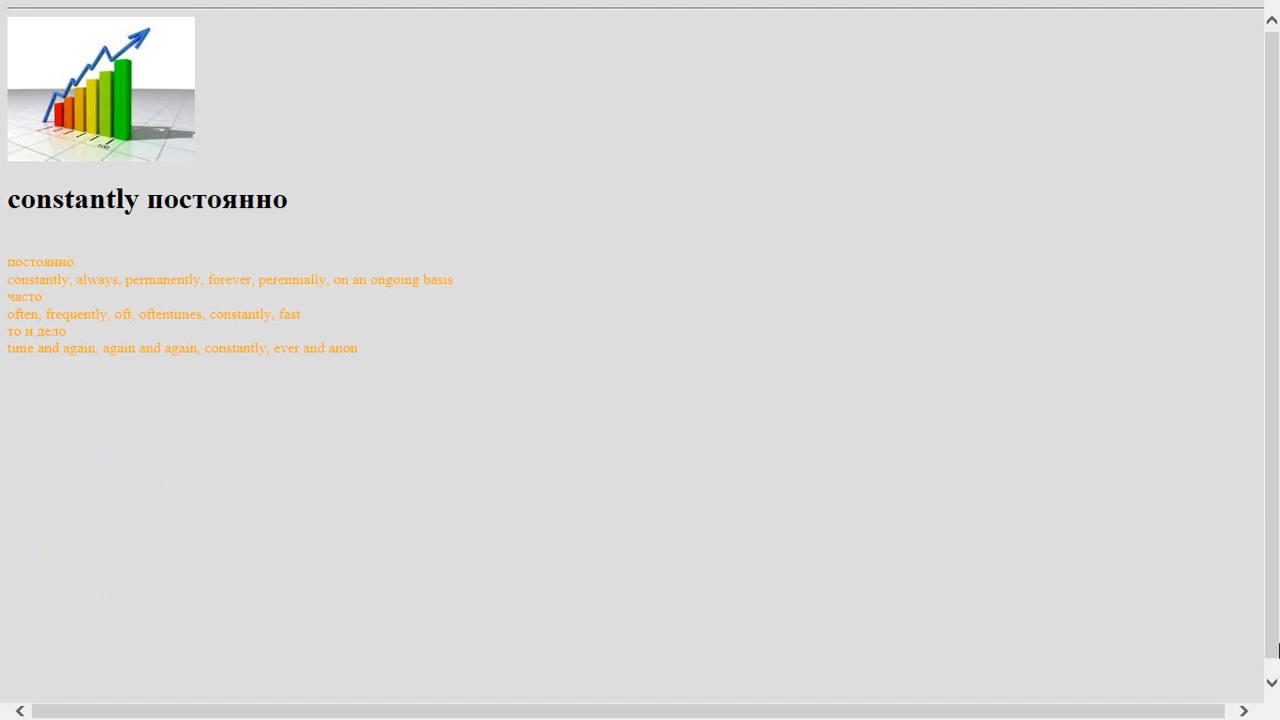 constantly постоянно
постоянно
constantly, always, permanently, forever, perennially, on an ongoing basis
часто
often, frequently, oft, oftentimes, constantly, fast
то и дело
time and again, again and again, constantly, ever and anon